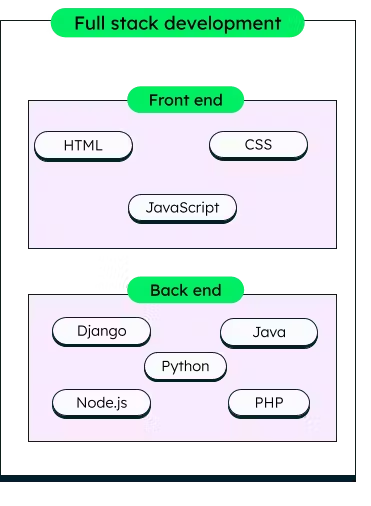 Full stack development
Front end
HTML
CSS
JavaScript
Back end
Django
Java
Python
Node.js
PHP